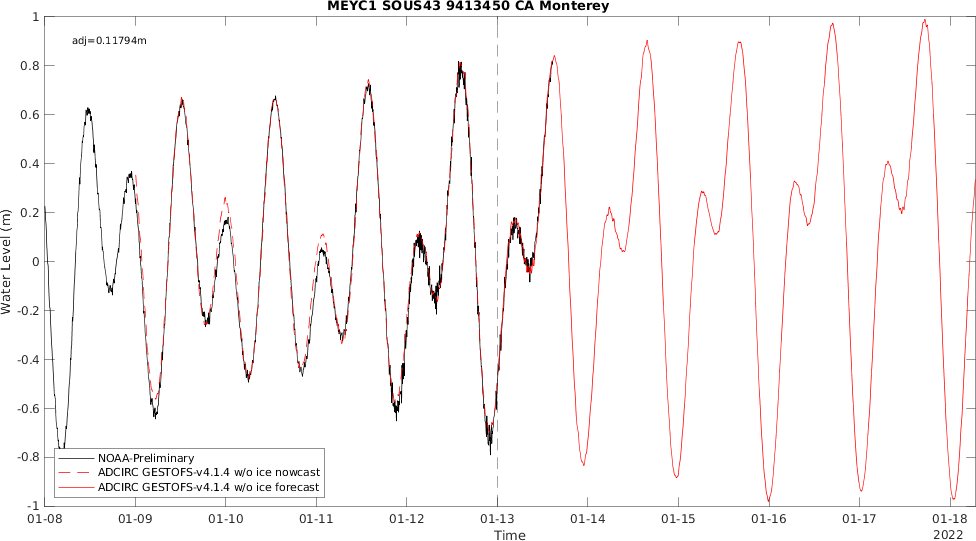 MEYC1 SOUS43 9413450 CA Monterey
adj=0.11794m
Water Level (m)
1
0.8
0.6
0.4
0.2
0
-0.2
-0.4
-0.6
-0.8
-1
NOAA-Preliminary
ADCIRC GESTOFS-v4.1.4 w/o ice nowcast
ADCIRC GESTOFS-v4.1.4 w/o ice forecast
01-08 01-09 01-10 01-11 01-12 01-13 01-14 01-15 01-16 01-17 01-18
Time
2022